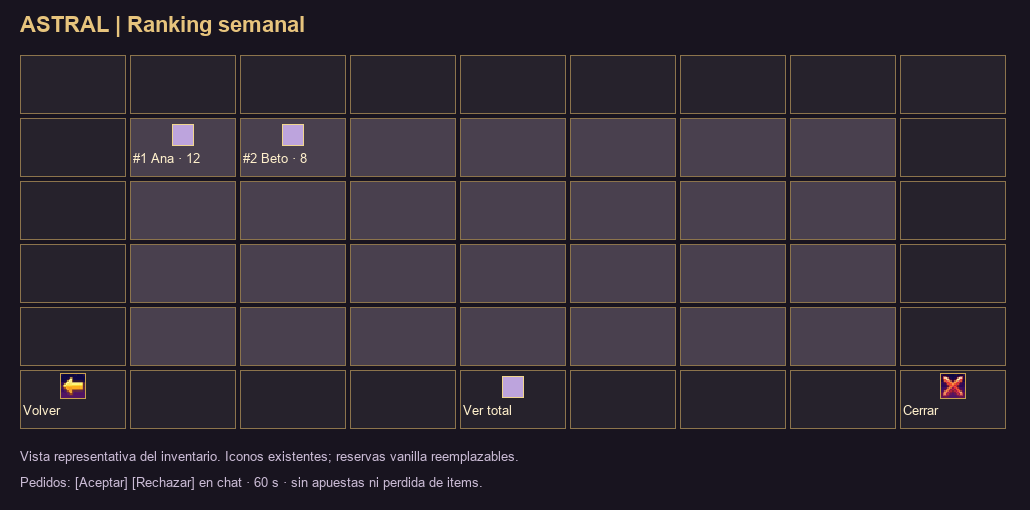 ASTRAL | Ranking semanal
#1 Ana · 12
#2 Beto · 8
Volver
Ver total
Cerrar
Vista representativa del inventario. Iconos existentes; reservas vanilla reemplazables.
Pedidos: [Aceptar] [Rechazar] en chat · 60 s · sin apuestas ni perdida de items.